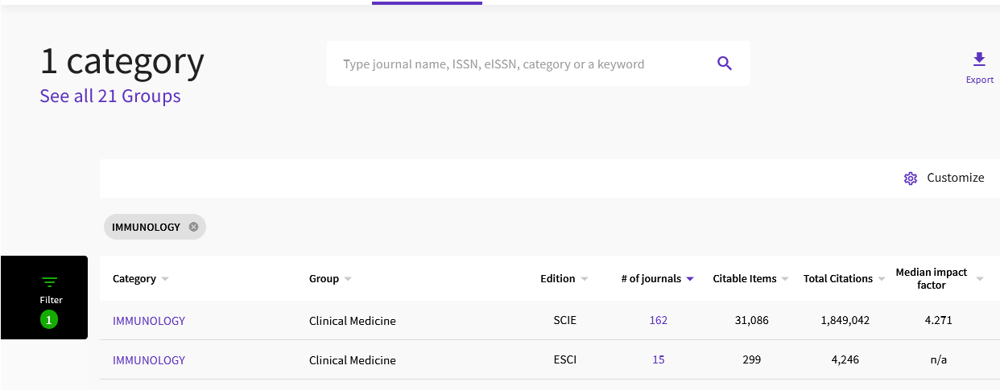 1 category
See all 21 Groups
Type journal name, ISSN, eISSN, category or a keyword
Export
Customize
IMMUNOLOGY
Filter
1
Category Group Edition # of journals Citable Items Total Citations Median impact factor
IMMUNOLOGY Clinical Medicine SCIE 162 31,086 1,849,042 4.271
IMMUNOLOGY Clinical Medicine ESCI 15 299 4,246 n/a